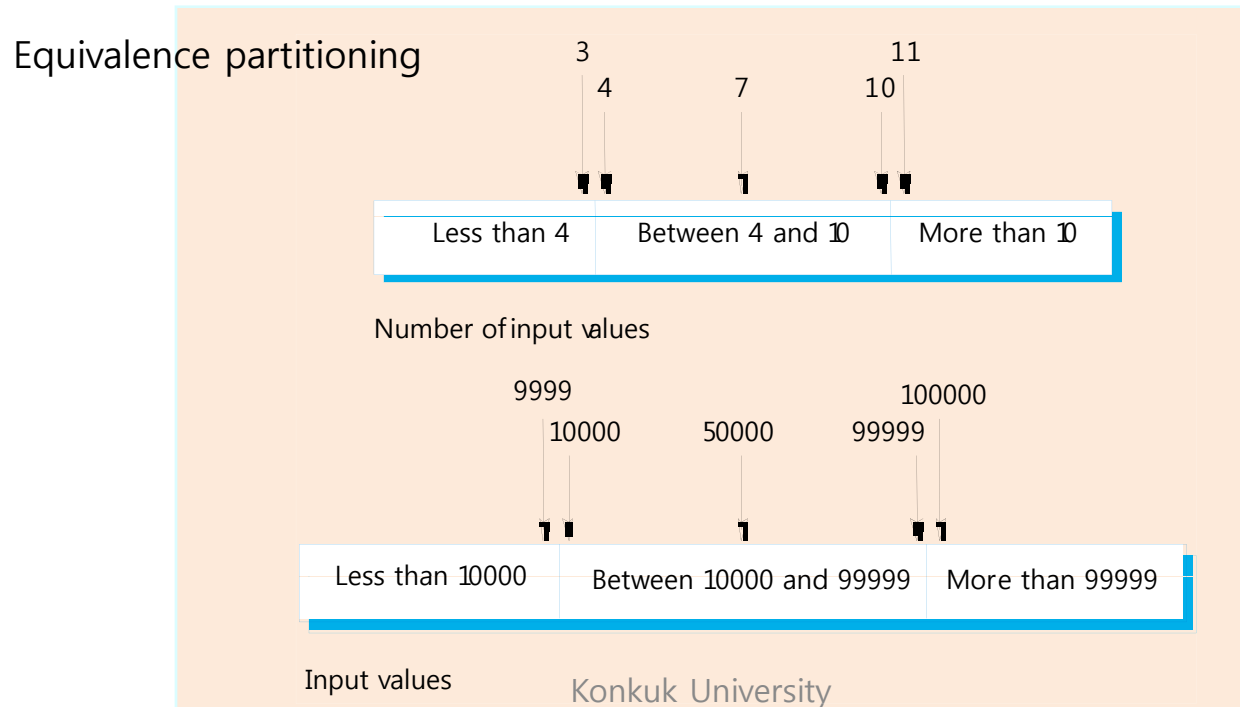 Equivalence partitioning
3
11
4
7
10
Less than 4
Between 4 and 10
More than 10
Number of input values
9999
100000
10000
50000
99999
Less than 10000
Between 10000 and 99999
More than 99999
Input values
Konkuk University